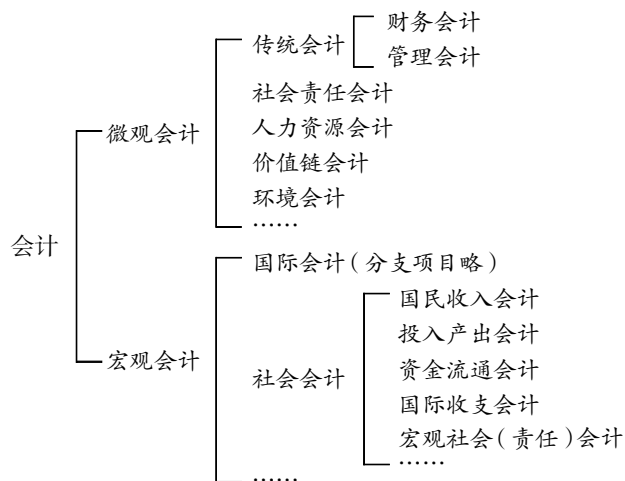 财务会计
传统会计
管理会计
社会责任会计
人力资源会计
微观会计
价值链会计
环境会计
……
会计
国际会计(分支项目略)
国民收入会计
投入产出会计
宏观会计
社会会计
资金流通会计
国际收支会计
宏观社会(责任)会计
……
……